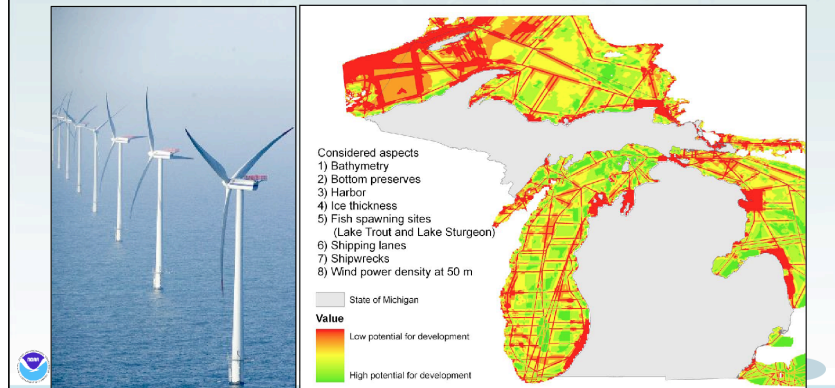 Considered aspects
1) Bathymetry
2) Bottom preserves
3) Harbor
4) Ice thickness
5) Fish spawning sites
(Lake Trout and Lake Sturgeon)
6) Shipping lanes
7) Shipwrecks
8) Wind power density at 50 m
State of Michigan
Value
Low potential for development
High potential for development
NOAA